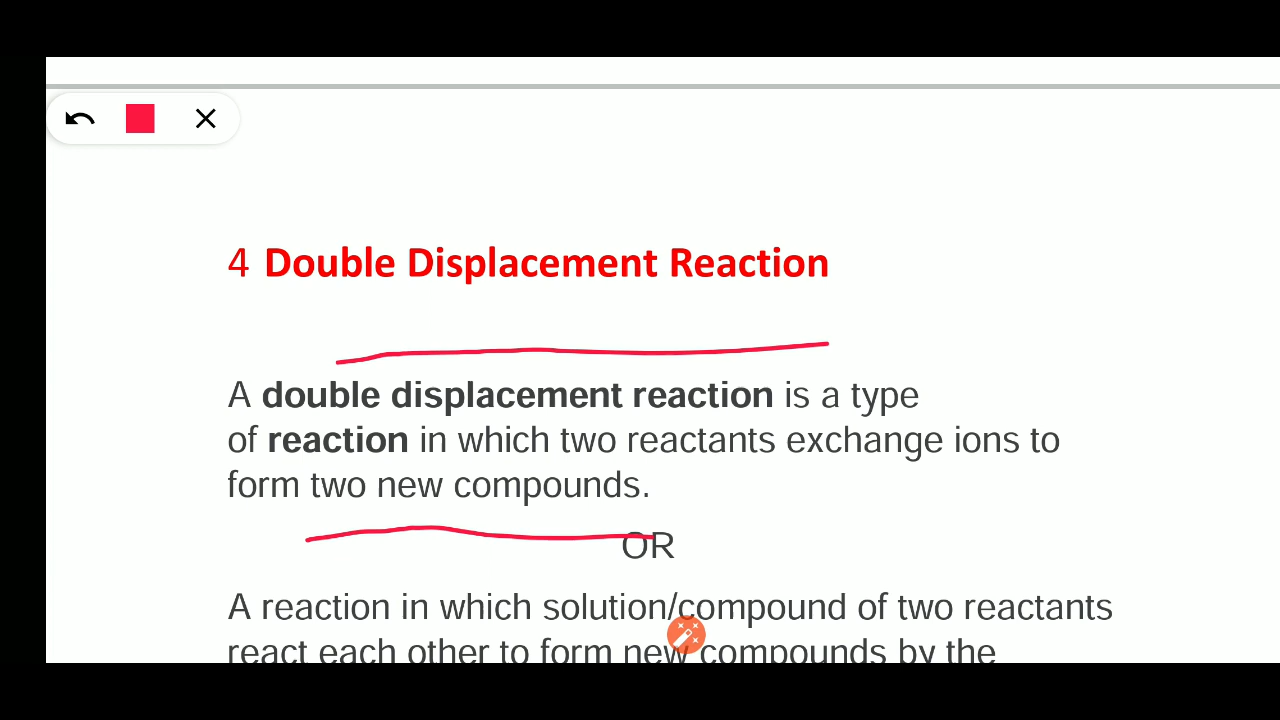 4 Double Displacement Reaction
A double displacement reaction is a type
of reaction in which two reactants exchange ions to
form two new compounds.
OR
A reaction in which solution/compound of two reactants
react each other to form new compounds by the